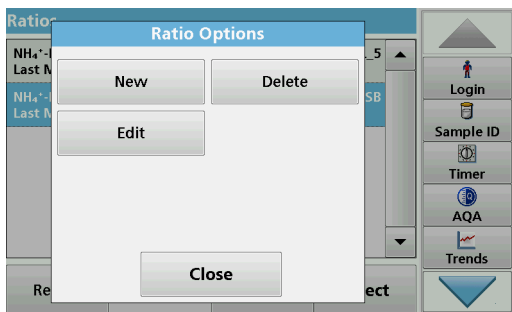 Ratios
Ratio Options
NH₄⁺-
_5
Last
NH₄⁺-
SB
Last
New
Delete
Edit
Close
Re
ect
Login
Sample ID
Timer
AQA
Trends